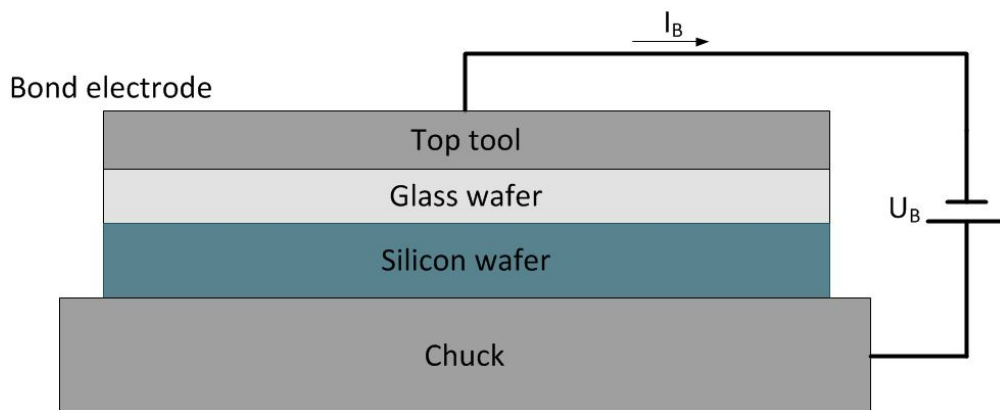 I_B
Bond electrode
Top tool
Glass wafer
U_B
Silicon wafer
Chuck